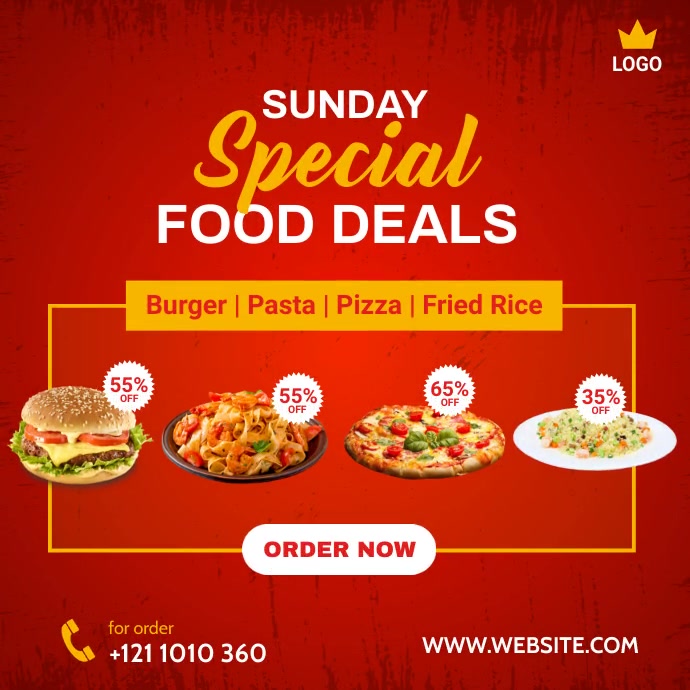 LOGO
SUNDAY
Special
FOOD DEALS
Burger | Pasta | Pizza | Fried Rice
55%
OFF
55%
OFF
65%
OFF
35%
OFF
ORDER NOW
for order
+121 1010 360
WWW.WEBSITE.COM